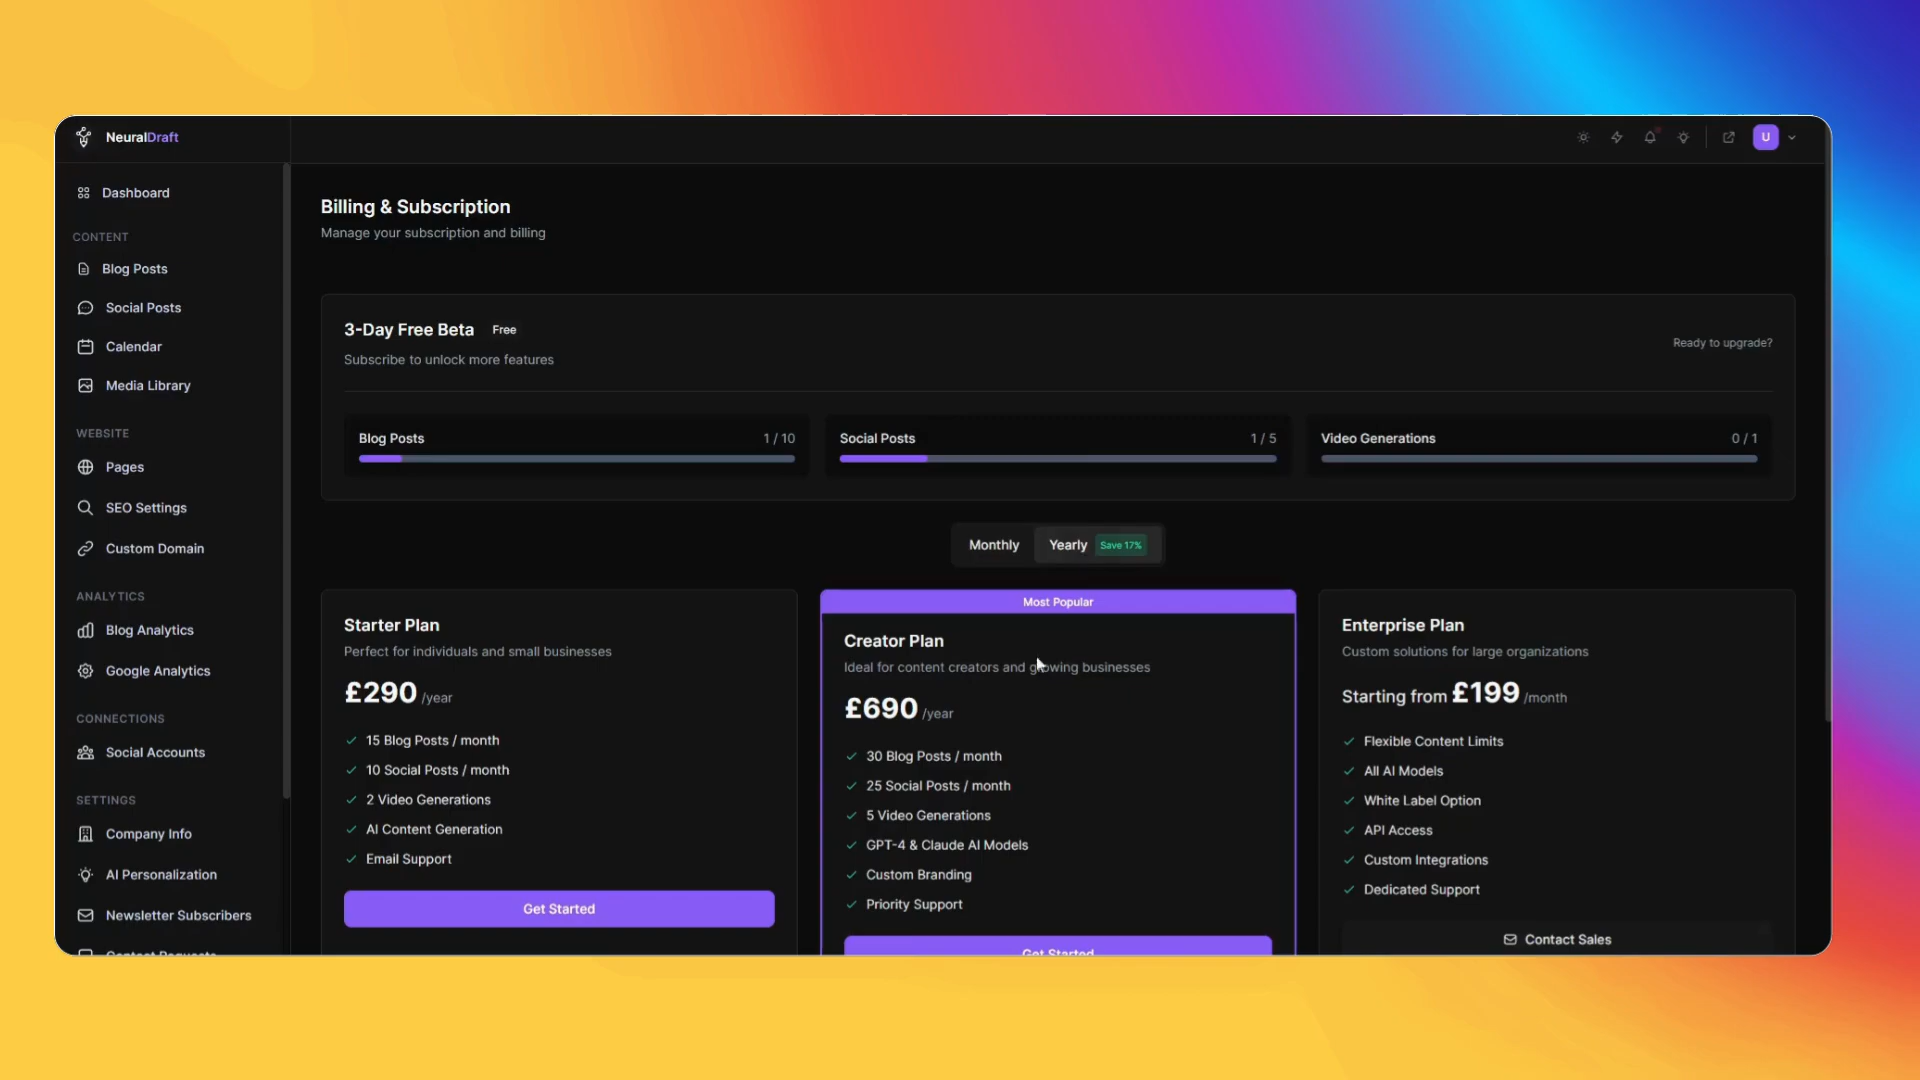 NeuralDraft
U
Dashboard
CONTENT
Blog Posts
Social Posts
Calendar
Media Library
WEBSITE
Pages
SEO Settings
Custom Domain
ANALYTICS
Blog Analytics
Google Analytics
CONNECTIONS
Social Accounts
SETTINGS
Company Info
AI Personalization
Newsletter Subscribers
Billing & Subscription
Manage your subscription and billing
3-Day Free Beta Free
Subscribe to unlock more features
Ready to upgrade?
Blog Posts 1 / 10
Social Posts 1 / 5
Video Generations 0 / 1
Monthly Yearly Save 17%
Starter Plan
Perfect for individuals and small businesses
£290 /year
15 Blog Posts / month
10 Social Posts / month
2 Video Generations
AI Content Generation
Email Support
Get Started
Most Popular
Creator Plan
Ideal for content creators and growing businesses
£690 /year
30 Blog Posts / month
25 Social Posts / month
5 Video Generations
GPT-4 & Claude AI Models
Custom Branding
Priority Support
Get Started
Enterprise Plan
Custom solutions for large organizations
Starting from £199 /month
Flexible Content Limits
All AI Models
White Label Option
API Access
Custom Integrations
Dedicated Support
Contact Sales